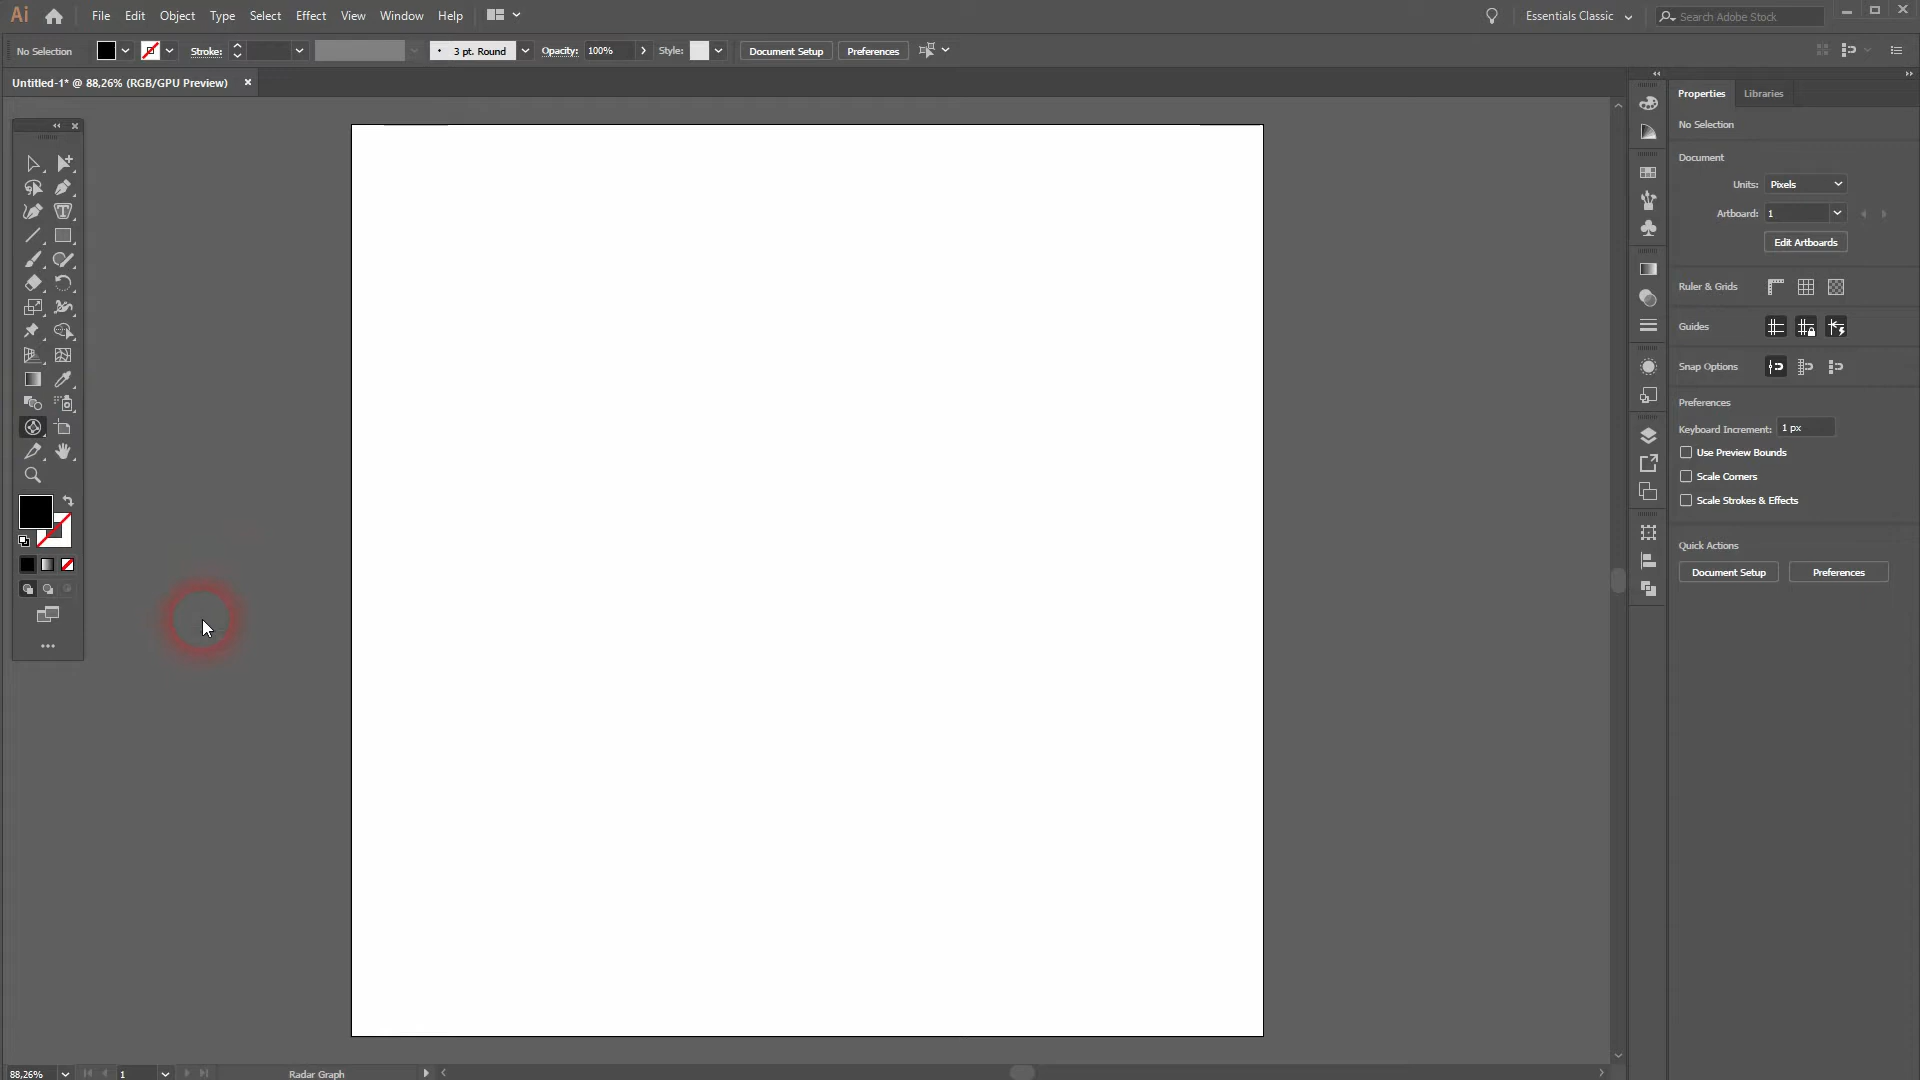 Ai File Edit Object Type Select Effect View Window Help Essentials Classic Search Adobe Stock
No Selection Stroke: 3 pt. Round Opacity: 100% Style: Document Setup Preferences
Untitled-1* @ 88,26% (RGB/GPU Preview)
Properties Libraries
No Selection
Document
Units: Pixels
Artboard: 1
Edit Artboards
Ruler & Grids
Guides
Snap Options
Preferences
Keyboard Increment: 1 px
Use Preview Bounds
Scale Corners
Scale Strokes & Effects
Quick Actions
Document Setup Preferences
88,26% 1 Radar Graph